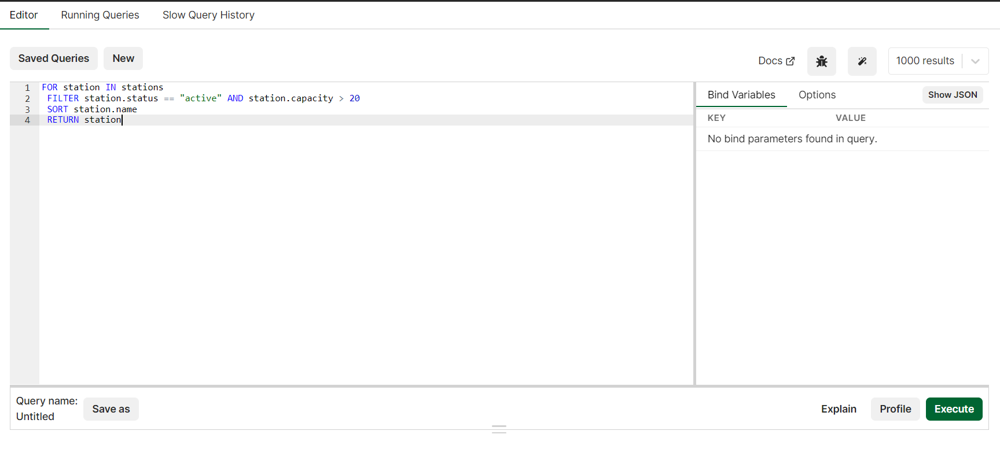 Editor Running Queries Slow Query History
Saved Queries New Docs 1000 results
1 FOR station IN stations
2 FILTER station.status == "active" AND station.capacity > 20
3 SORT station.name
4 RETURN station
Bind Variables Options Show JSON
KEY VALUE
No bind parameters found in query.
Query name:
Untitled
Save as Explain Profile Execute